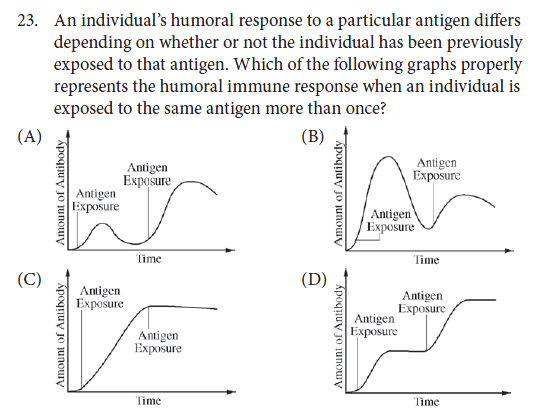 23. An individual’s humoral response to a particular antigen differs
depending on whether or not the individual has been previously
exposed to that antigen. Which of the following graphs properly
represents the humoral immune response when an individual is
exposed to the same antigen more than once?
(A)
Amount of Antibody
Antigen
Exposure
Antigen
Exposure
Time
(B)
Amount of Antibody
Antigen
Exposure
Antigen
Exposure
Time
(C)
Amount of Antibody
Antigen
Exposure
Antigen
Exposure
Time
(D)
Amount of Antibody
Antigen
Exposure
Antigen
Exposure
Time